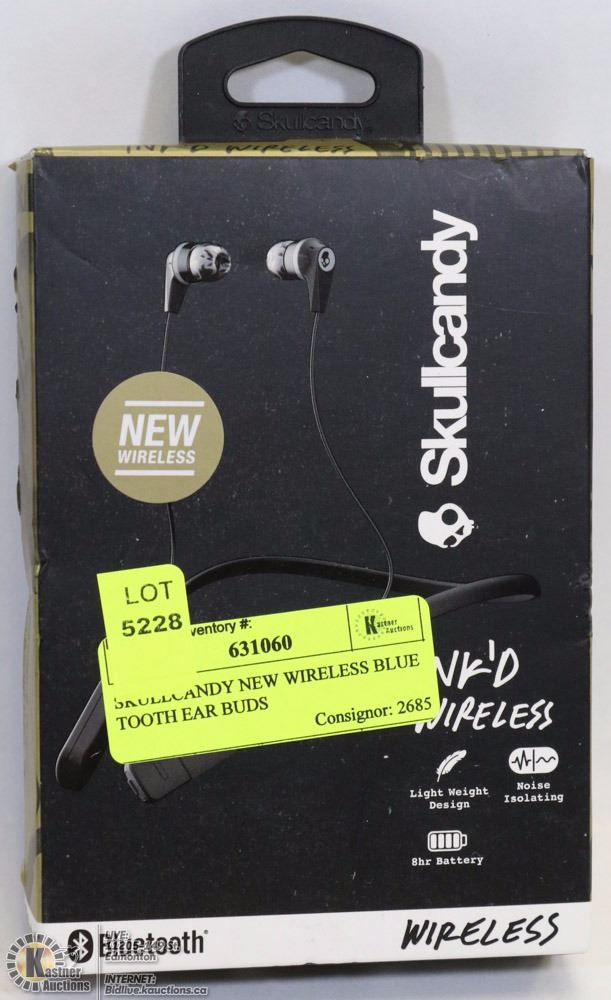 Skullcandy
INK'D WIRELESS
Skullcandy
NEW
WIRELESS
LOT
5228
ventory #:
631060
Kastner
Auctions
SKULLCANDY NEW WIRELESS BLUE
TOOTH EAR BUDS
Consignor: 2685
NK'D
WIRELESS
Light Weight
Design
Noise
Isolating
8hr Battery
Bluetooth®
WIRELESS
LIVE:
Edmonton
INTERNET:
Bidlive.kauctions.ca
Kastner
Auctions